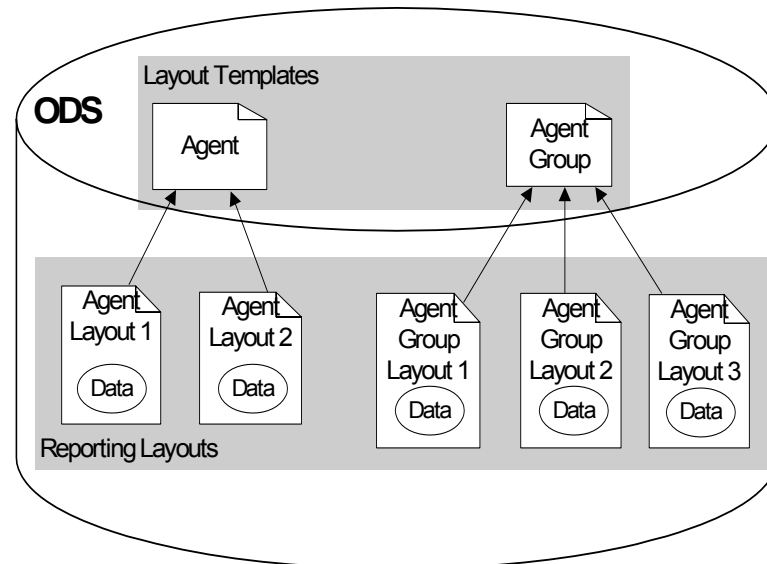 Layout Templates
ODS
Agent
Agent
Group
Agent
Layout 1
Data
Agent
Layout 2
Data
Agent
Group
Layout 1
Data
Agent
Group
Layout 2
Data
Agent
Group
Layout 3
Data
Reporting Layouts